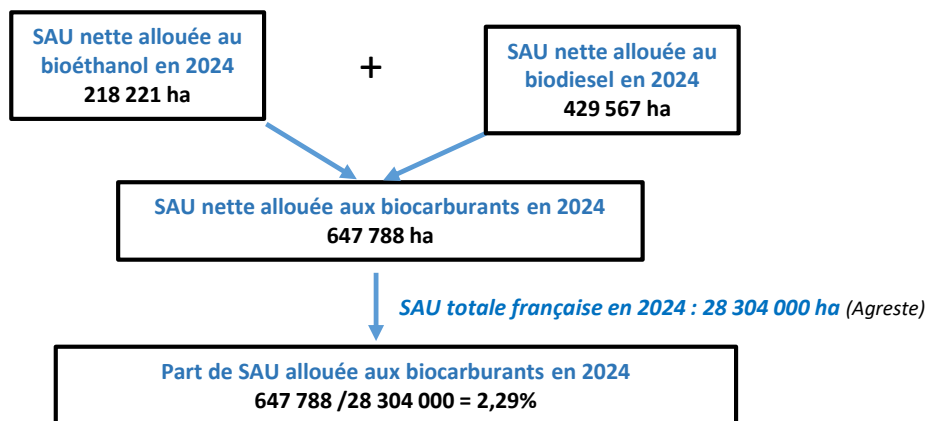 SAU nette allouée au
bioéthanol en 2024
218 221 ha
+
SAU nette allouée au
biodiesel en 2024
429 567 ha
SAU nette allouée aux biocarburants en 2024
647 788 ha
SAU totale française en 2024 : 28 304 000 ha (Agreste)
Part de SAU allouée aux biocarburants en 2024
647 788 /28 304 000 = 2,29%